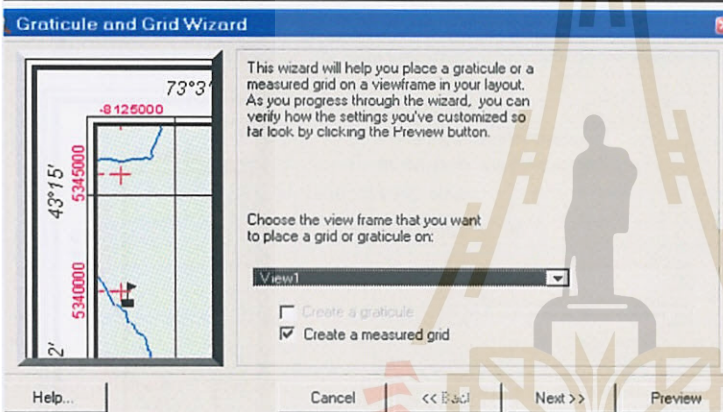 Graticule and Grid Wizard
73°3'
-8125000
43°15'
5345000
5340000
2'
This wizard will help you place a graticule or a
measured grid on a viewframe in your layout.
As you progress through the wizard, you can
verify how the settings you've customized so
far look by clicking the Preview button.
Choose the view frame that you want
to place a grid or graticule on:
View1
Create a graticule
Create a measured grid
Help...
Cancel
<< Back
Next >>
Preview